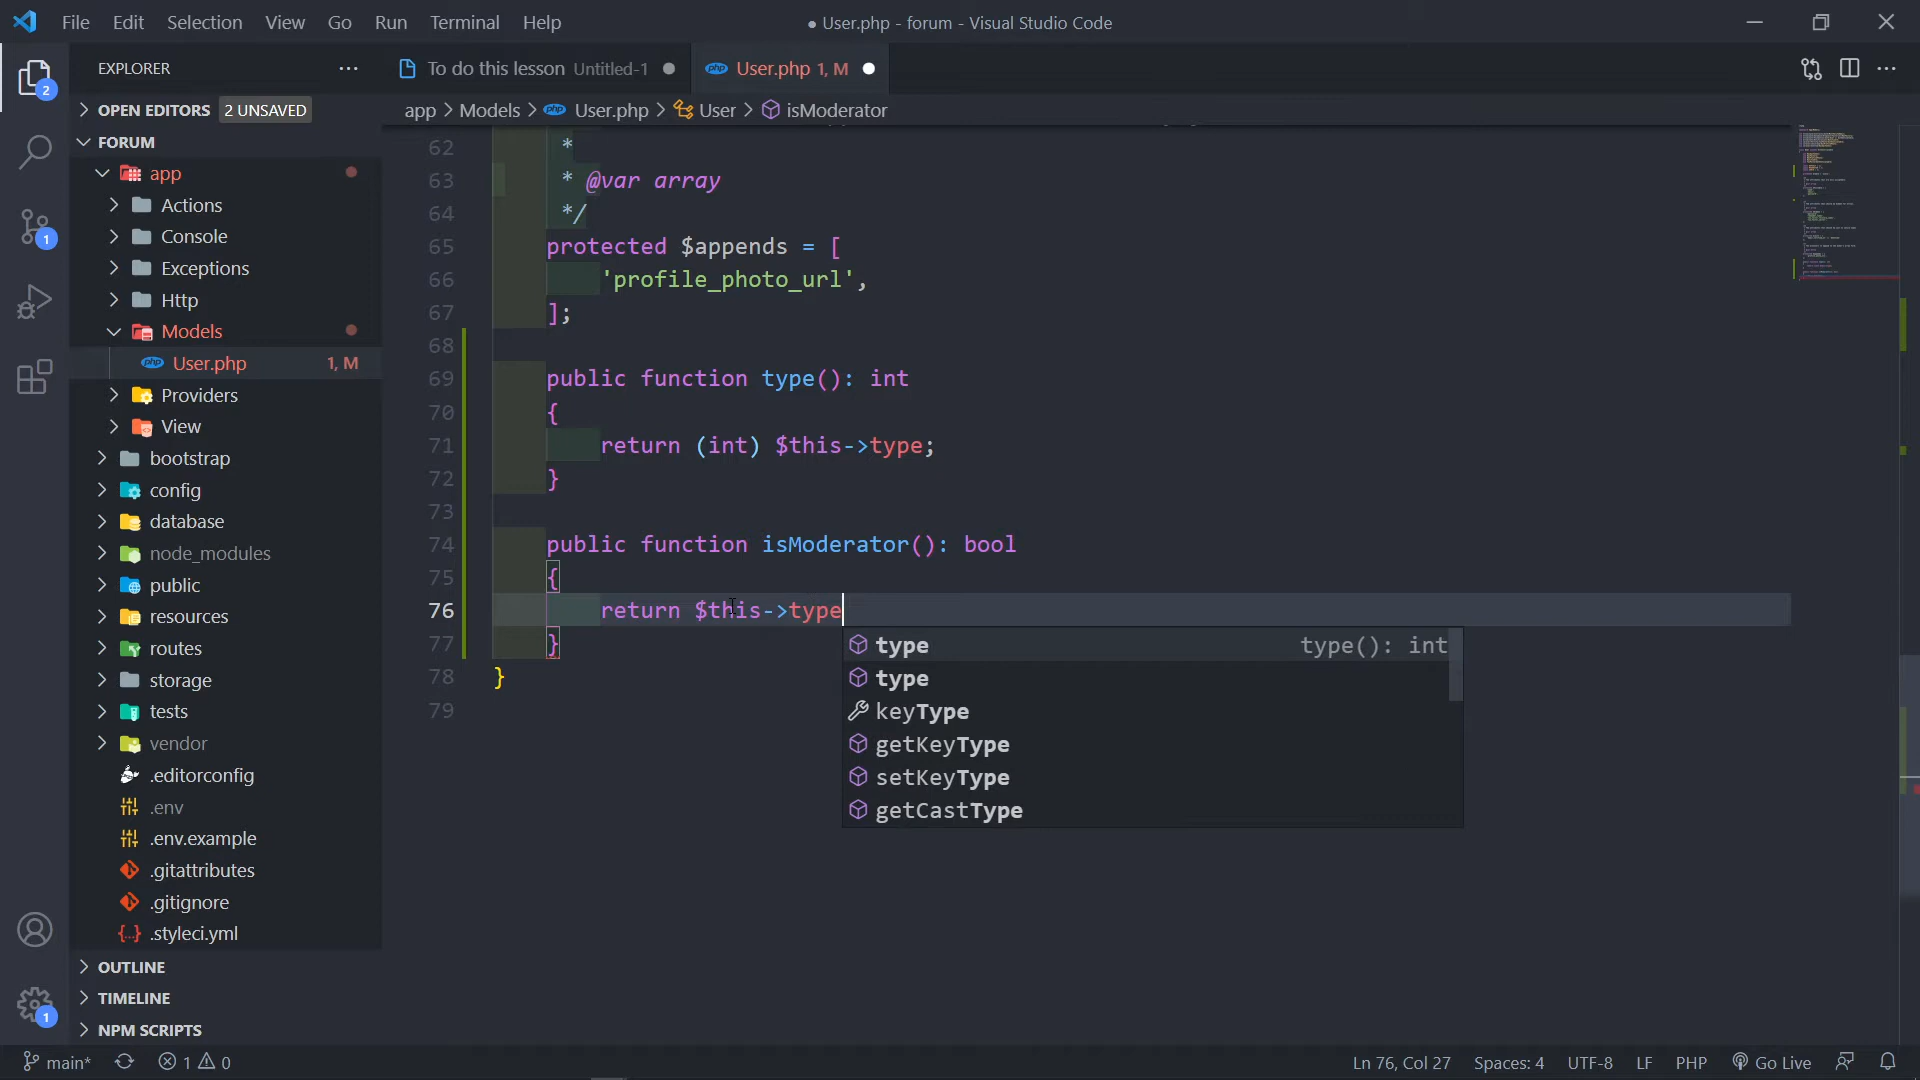 File Edit Selection View Go Run Terminal Help
● User.php - forum - Visual Studio Code
EXPLORER
To do this lesson Untitled-1
User.php 1, M
OPEN EDITORS 2 UNSAVED
app > Models > User.php > User > isModerator
FORUM
app
Actions
Console
Exceptions
Http
Models
User.php 1, M
Providers
View
bootstrap
config
database
node_modules
public
resources
routes
storage
tests
vendor
.editorconfig
.env
.env.example
.gitattributes
.gitignore
.styleci.yml
OUTLINE
TIMELINE
NPM SCRIPTS
2
1
1
62 *
63 * @var array
64 */
65 protected $appends = [
66 'profile_photo_url',
67 ];
68
69 public function type(): int
70 {
71 return (int) $this->type;
72 }
73
74 public function isModerator(): bool
75 {
76 return $this->type
77 }
78 }
79
type type(): int
type
keyType
getKeyType
setKeyType
getCastType
main* 1 0
Ln 76, Col 27 Spaces: 4 UTF-8 LF PHP Go Live